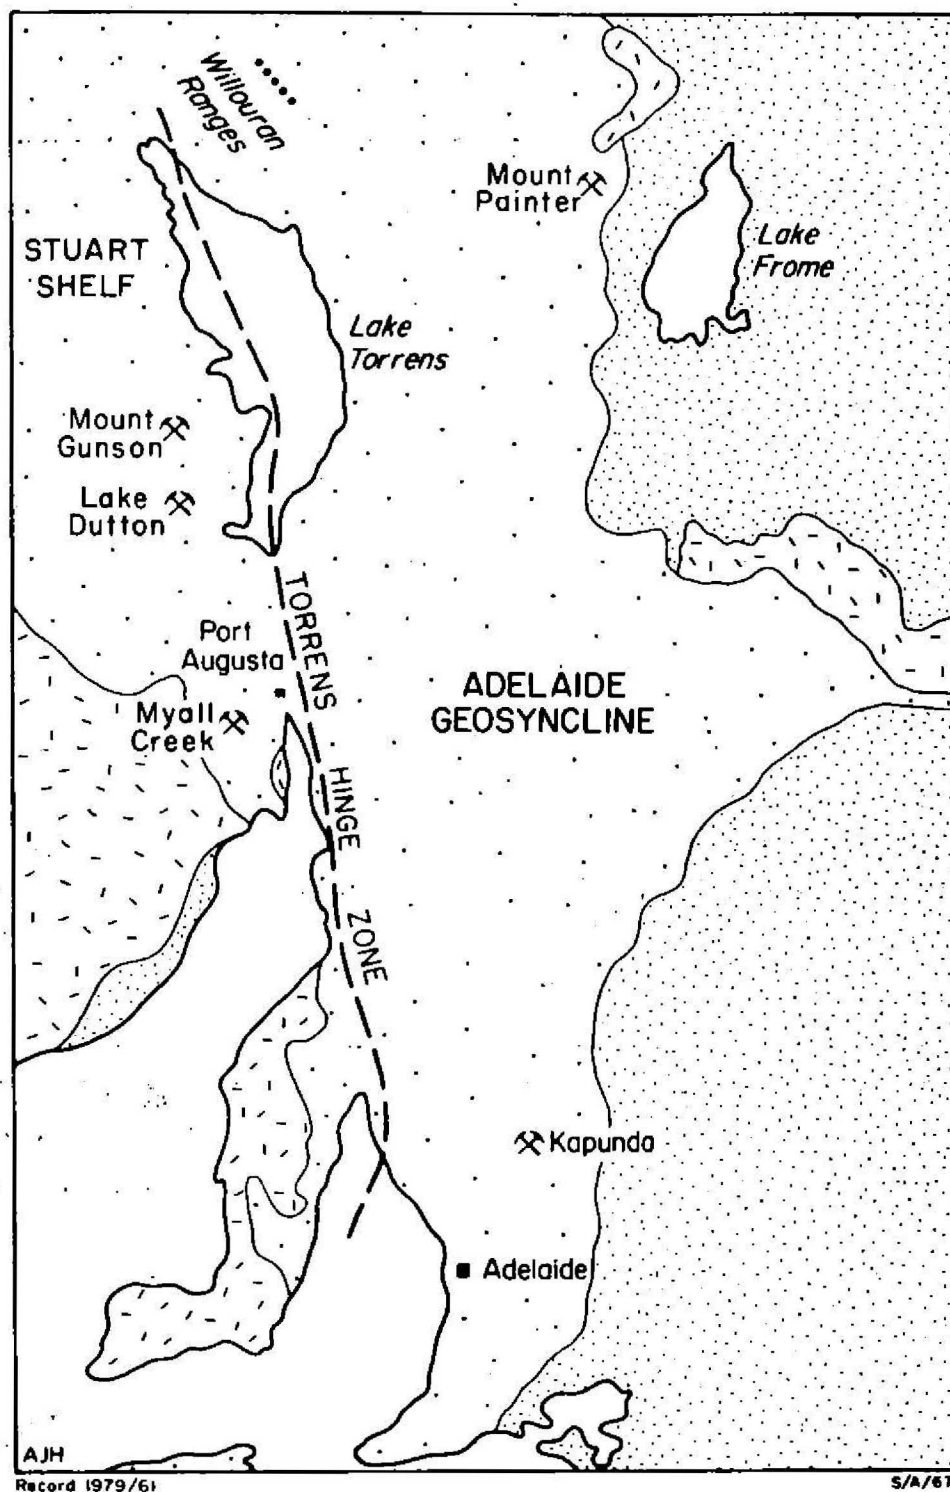 Willouran
Ranges
Mount
Painter
STUART
SHELF
Lake
Frome
Lake
Torrens
Mount
Gunson
Lake
Dutton
TORRENS HINGE ZONE
Port
Augusta
ADELAIDE
GEOSYNCLINE
Myall
Creek
Kapunda
Adelaide
AJH
Record 1979/61
S/A/67